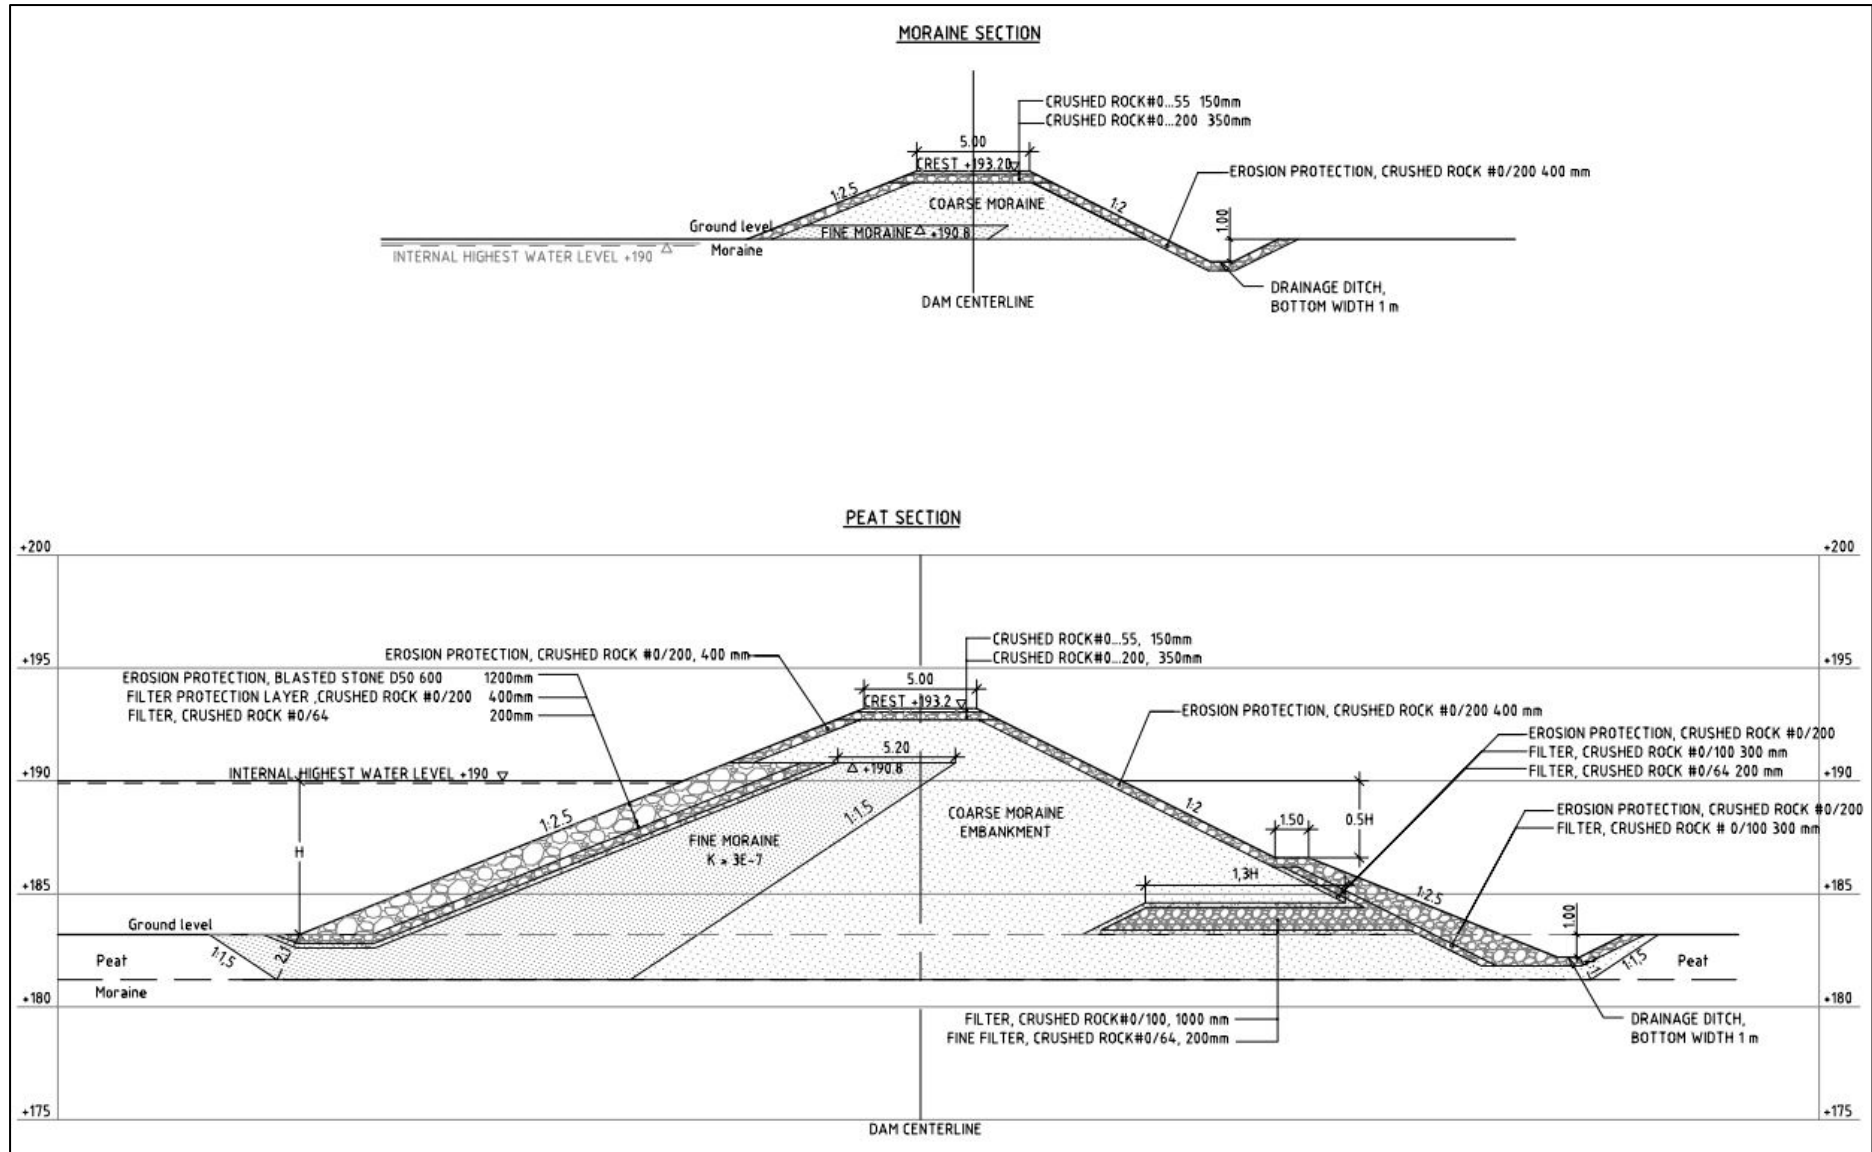 MORAINE SECTION
CRUSHED ROCK#0...55 150mm
CRUSHED ROCK#0...200 350mm
5.00
CREST +193.20
EROSION PROTECTION, CRUSHED ROCK #0/200 400 mm
1:2.5
COARSE MORAINE
1:2
1.00
Ground level
FINE MORAINE +190.8
Moraine
INTERNAL HIGHEST WATER LEVEL +190
DRAINAGE DITCH,
BOTTOM WIDTH 1 m
DAM CENTERLINE
PEAT SECTION
+200
+200
CRUSHED ROCK#0...55, 150mm
CRUSHED ROCK#0...200, 350mm
EROSION PROTECTION, CRUSHED ROCK #0/200, 400 mm
+195
+195
EROSION PROTECTION, BLASTED STONE D50 600 1200mm
FILTER PROTECTION LAYER ,CRUSHED ROCK #0/200 400mm
FILTER, CRUSHED ROCK #0/64 200mm
5.00
CREST +193.2
EROSION PROTECTION, CRUSHED ROCK #0/200 400 mm
EROSION PROTECTION, CRUSHED ROCK #0/200
FILTER, CRUSHED ROCK #0/100 300 mm
FILTER, CRUSHED ROCK #0/64 200 mm
5.20
+190.8
+190
INTERNAL HIGHEST WATER LEVEL +190
+190
1:2.5
1:1.5
COARSE MORAINE
EMBANKMENT
1:2
1.50
0.5H
EROSION PROTECTION, CRUSHED ROCK #0/200
FILTER, CRUSHED ROCK # 0/100 300 mm
FINE MORAINE
K = 3E-7
H
1,3H
+185
+185
1:2.5
1.00
Ground level
1:1,5
2:1
Peat
Moraine
1:1
1:1,5
Peat
+180
+180
FILTER, CRUSHED ROCK#0/100, 1000 mm
FINE FILTER, CRUSHED ROCK#0/64, 200mm
DRAINAGE DITCH,
BOTTOM WIDTH 1 m
+175
+175
DAM CENTERLINE